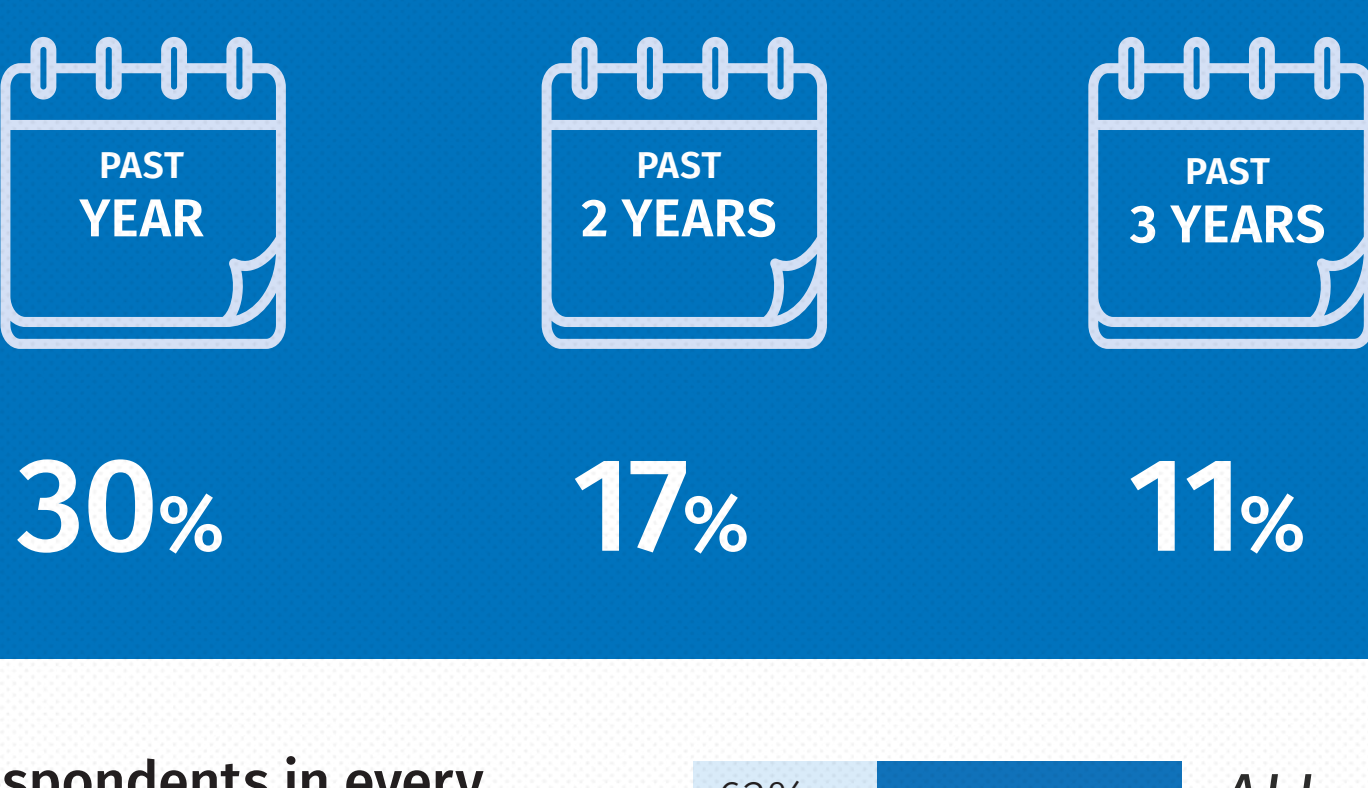 PAST
YEAR
PAST
2 YEARS
PAST
3 YEARS
30%
17%
11%
spondents in every